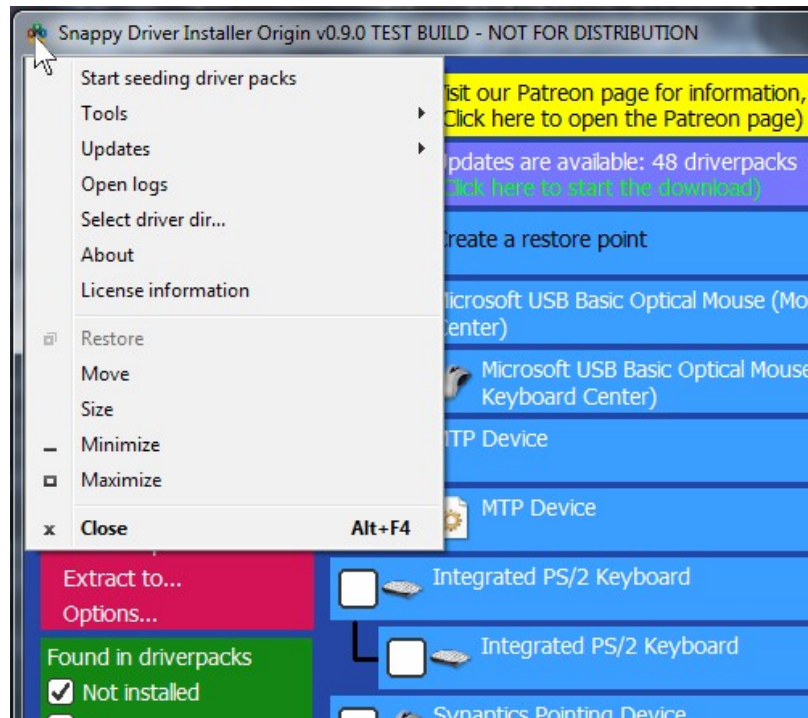 Snappy Driver Installer Origin v0.9.0 TEST BUILD - NOT FOR DISTRIBUTION
Start seeding driver packs
Tools
Updates
Open logs
Select driver dir...
About
License information
Restore
Move
Size
Minimize
Maximize
Close Alt+F4
isit our Patreon page for information,
Click here to open the Patreon page)
pdates are available: 48 driverpacks
Click here to start the download)
reate a restore point
icrosoft USB Basic Optical Mouse (Mo
enter)
Microsoft USB Basic Optical Mouse
Keyboard Center)
TP Device
MTP Device
Extract to...
Options...
Integrated PS/2 Keyboard
Integrated PS/2 Keyboard
Found in driverpacks
Not installed
Synaptics Pointing Device